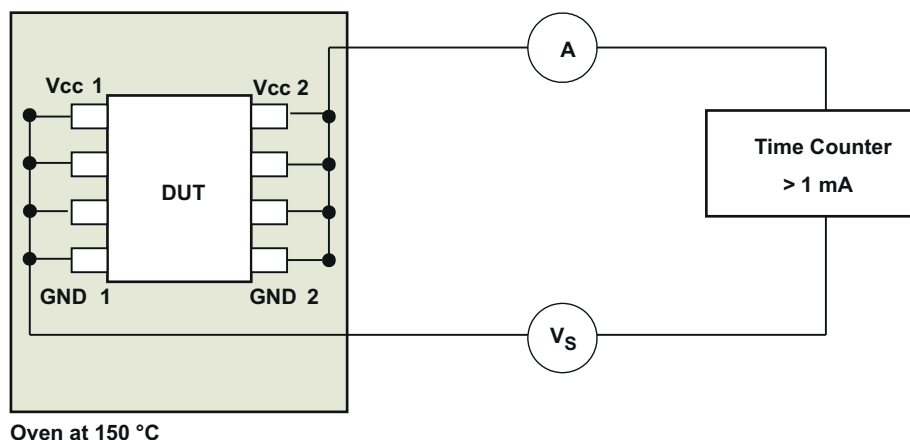 A
Vcc 1
Vcc 2
Time Counter
> 1 mA
DUT
GND 1
GND 2
VS
Oven at 150 °C